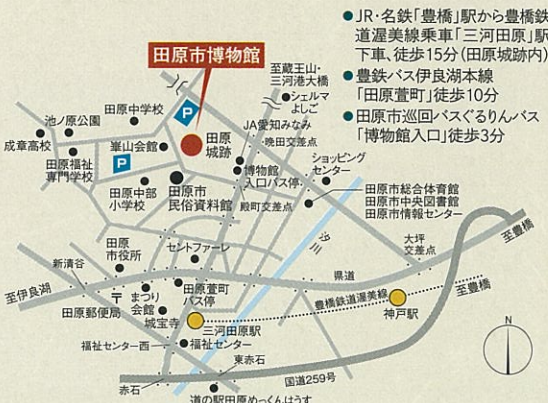 ●JR・名鉄「豊橋」駅から豊橋鉄
道渥美線乗車「三河田原」駅
下車、徒歩15分(田原城跡内)
●豊鉄バス伊良湖本線
「田原萱町」徒歩10分
●田原市巡回バスぐるりんバス
「博物館入口」徒歩3分
田原市博物館
至蔵王山・
三河港大橋
シェルマ
よしご
田原中学校
P
池ノ原公園
成章高校
崋山会館
田原
城跡
JA愛知みなみ
晩田交差点
田原福祉
専門学校
P
博物館
入口バス停
ショッピング
センター
田原中部
小学校
田原市
民俗資料館
殿町交差点
田原市総合体育館
田原市中央図書館
田原市情報センター
汐川
田原
市役所
セントファーレ
大坪
交差点
至豊橋
新清谷
県道
至伊良湖
〒
田原郵便局
まつり
会館
田原萱町
バス停
豊橋鉄道渥美線
至豊橋
城宝寺
三河田原駅
神戸駅
福祉センター西
福祉センター
東赤石
赤石
国道259号
道の駅田原めっくんはうす
N